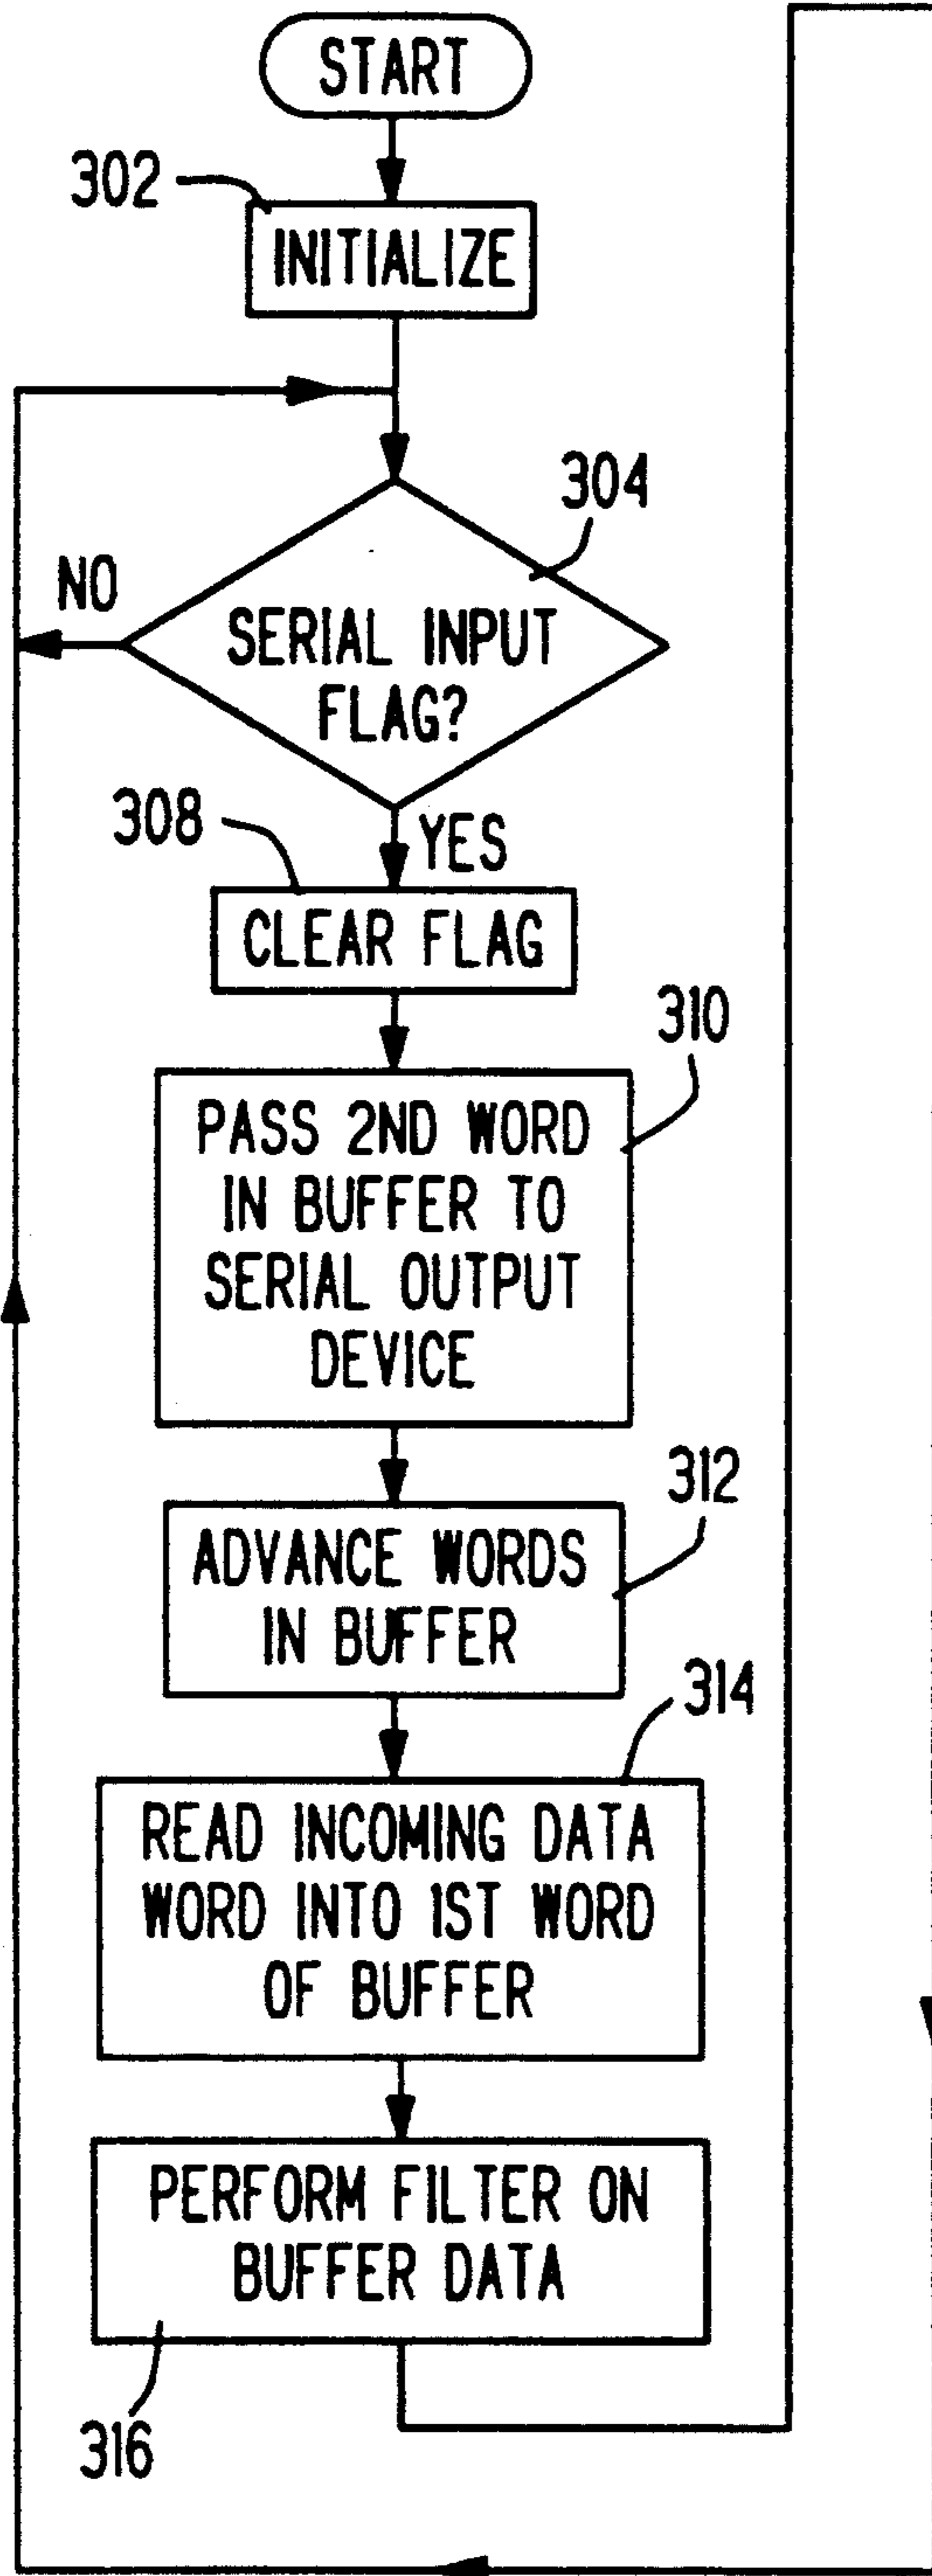 START
302
INITIALIZE
304
NO
SERIAL INPUT
FLAG?
308
YES
CLEAR FLAG
310
PASS 2ND WORD
IN BUFFER TO
SERIAL OUTPUT
DEVICE
312
ADVANCE WORDS
IN BUFFER
314
READ INCOMING DATA
WORD INTO 1ST WORD
OF BUFFER
PERFORM FILTER ON
BUFFER DATA
316